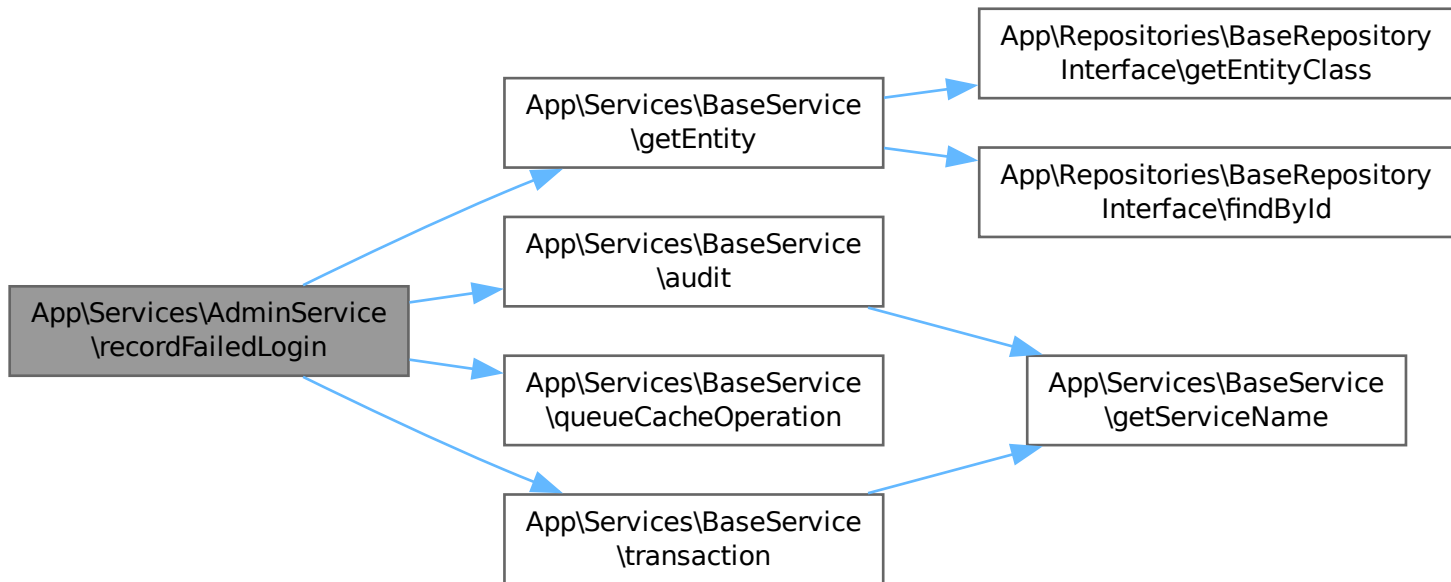 App\Services\AdminService
\recordFailedLogin
App\Services\BaseService
\getEntity
App\Services\BaseService
\audit
App\Services\BaseService
\queueCacheOperation
App\Services\BaseService
\transaction
App\Repositories\BaseRepository
Interface\getEntityClass
App\Repositories\BaseRepository
Interface\findById
App\Services\BaseService
\getServiceName